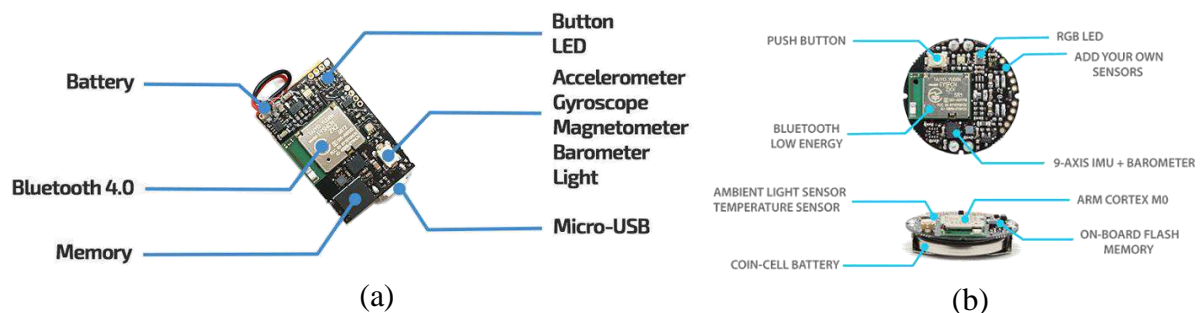 Button
LED
Battery
Accelerometer
Gyroscope
Magnetometer
Barometer
Light
Bluetooth 4.0
Micro-USB
Memory
(a)
PUSH BUTTON
RGB LED
ADD YOUR OWN
SENSORS
BLUETOOTH
LOW ENERGY
9-AXIS IMU + BAROMETER
AMBIENT LIGHT SENSOR
TEMPERATURE SENSOR
ARM CORTEX M0
ON-BOARD FLASH
MEMORY
COIN-CELL BATTERY
(b)